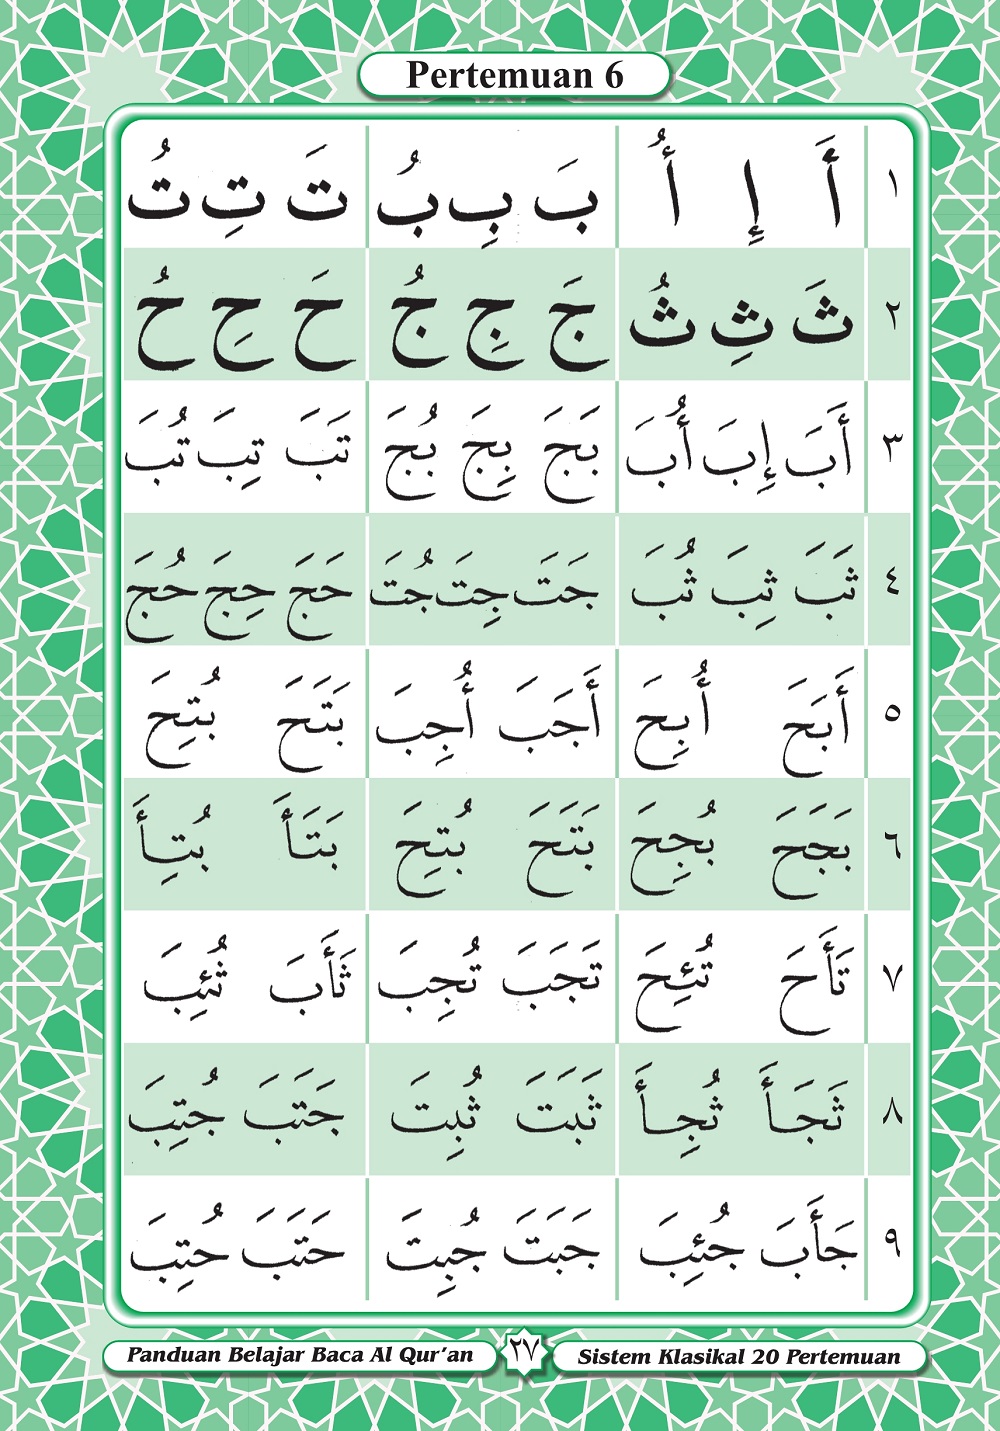 Pertemuan 6
١ أَ إِ أُ بَ بِ بُ تَ تِ تُ
٢ ثَ ثِ ثُ جَ جِ جُ حَ حِ حُ
٣ أَبَ إِبَ أُبَ بَجَ بِجَ بُجَ تَبَ تِبَ تُبَ
٤ ثَبَ ثِبَ ثُبَ جَتَ جِتَ جُتَ حَجَ حِجَ حُجَ
٥ أَبَحَ أُبِحَ أَجَبَ أُجِبَ بَتَحَ بُتِحَ
٦ بَجَحَ بُجِحَ بَتَحَ بُتِحَ بَتَأَ بُتِأَ
٧ تَأَحَ تُئِحَ تَجَبَ تُجِبَ ثَأَبَ ثُئِبَ
٨ ثَجَأَ ثُجِأَ ثَبَتَ ثُبِتَ جَتَبَ جُتِبَ
٩ جَأَبَ جُئِبَ جَبَتَ جُبِتَ حَتَبَ حُتِبَ
Panduan Belajar Baca Al Qur'an ٢٧ Sistem Klasikal 20 Pertemuan